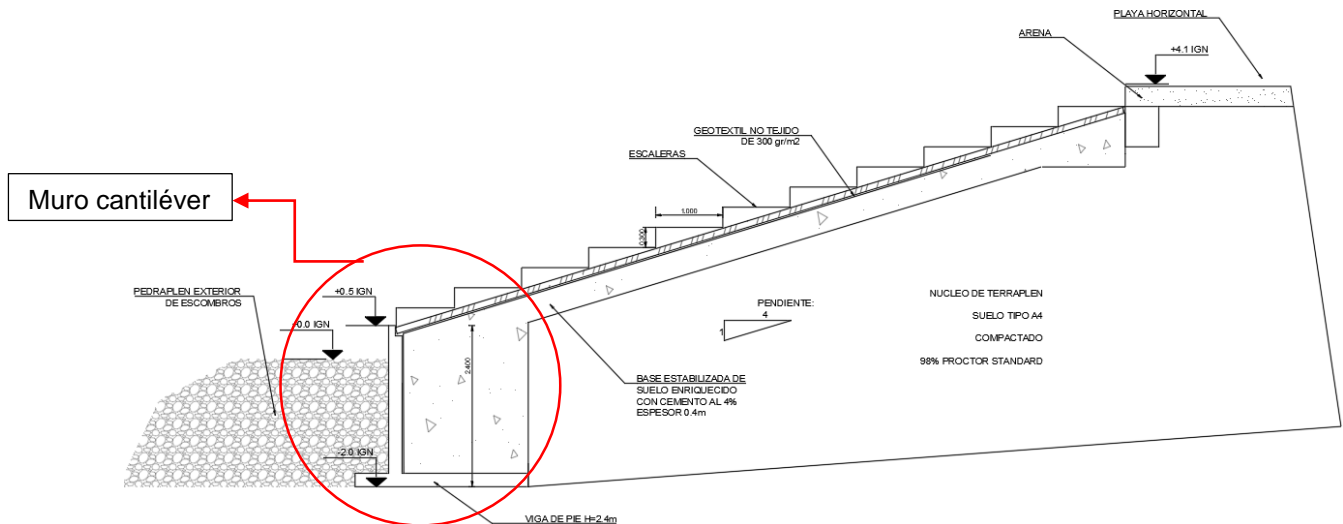 PLAYA HORIZONTAL
ARENA
+4.1 IGN
GEOTEXTIL NO TEJIDO
DE 300 gr/m2
ESCALERAS
Muro cantiléver
1.000
0.300
PEDRAPLEN EXTERIOR
DE ESCOMBROS
+0.5 IGN
+0.0 IGN
PENDIENTE:
4
1
NUCLEO DE TERRAPLEN
SUELO TIPO A4
COMPACTADO
98% PROCTOR STANDARD
2.400
BASE ESTABILIZADA DE
SUELO ENRIQUECIDO
CON CEMENTO AL 4%
ESPESOR 0.4m
-2.0 IGN
VIGA DE PIE H=2.4m